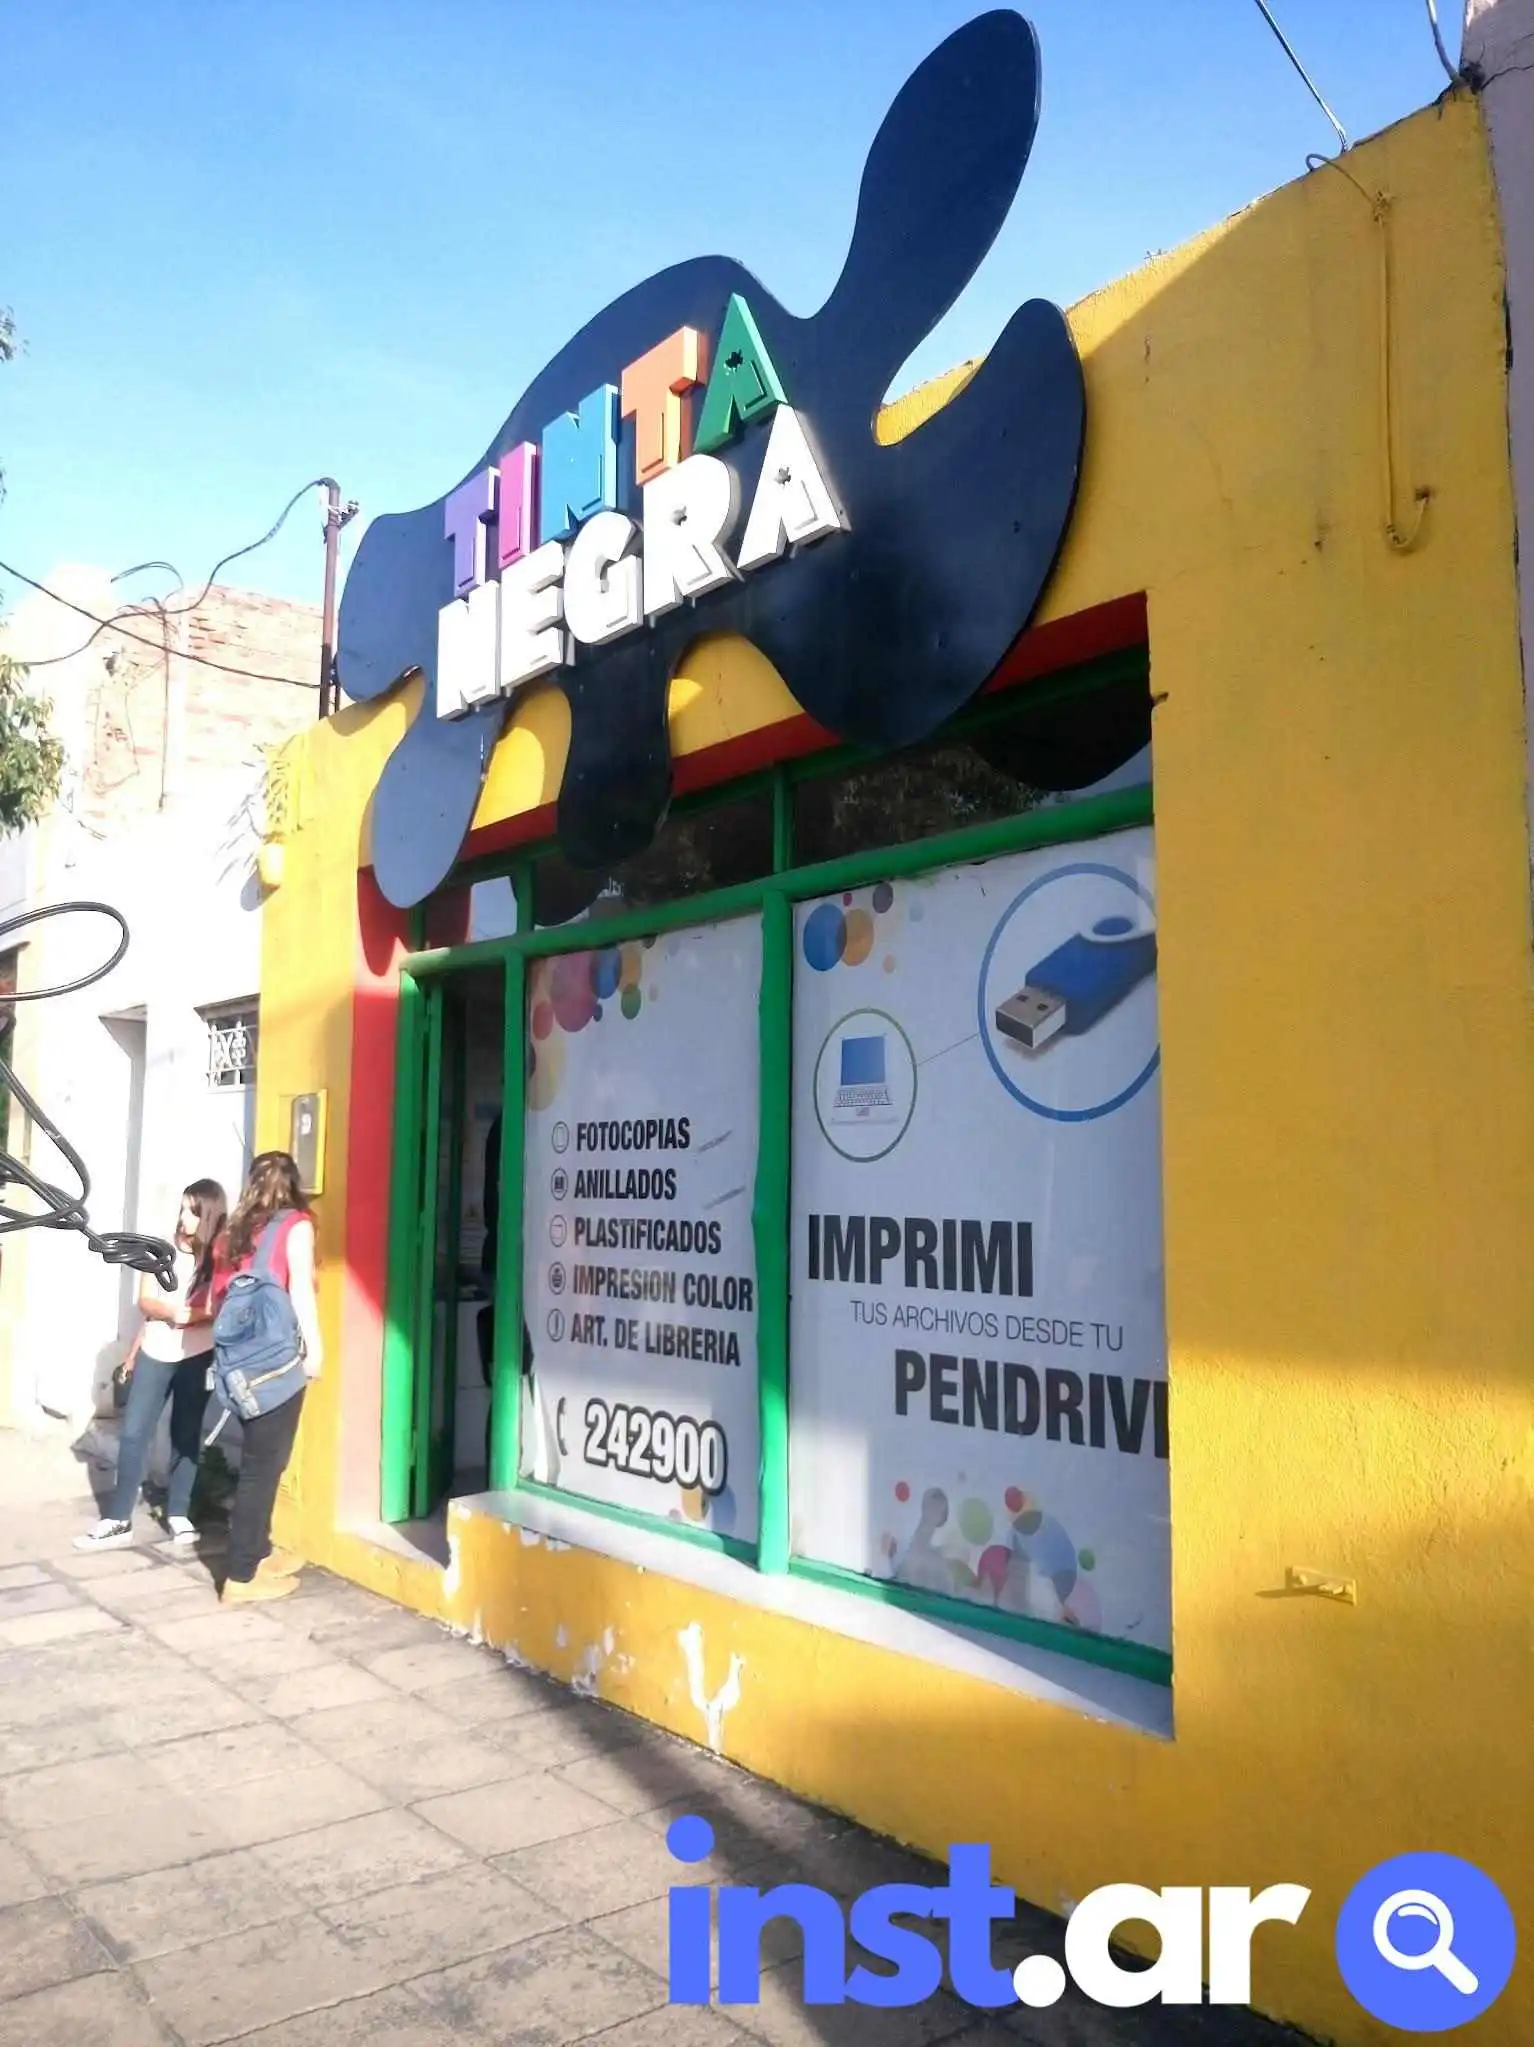 TINTA
NEGRA
FOTOCOPIAS
ANILLADOS
PLASTIFICADOS
IMPRESION COLOR
ART. DE LIBRERIA
242900
IMPRIMI
TUS ARCHIVOS DESDE TU
PENDRIVE
inst.ar